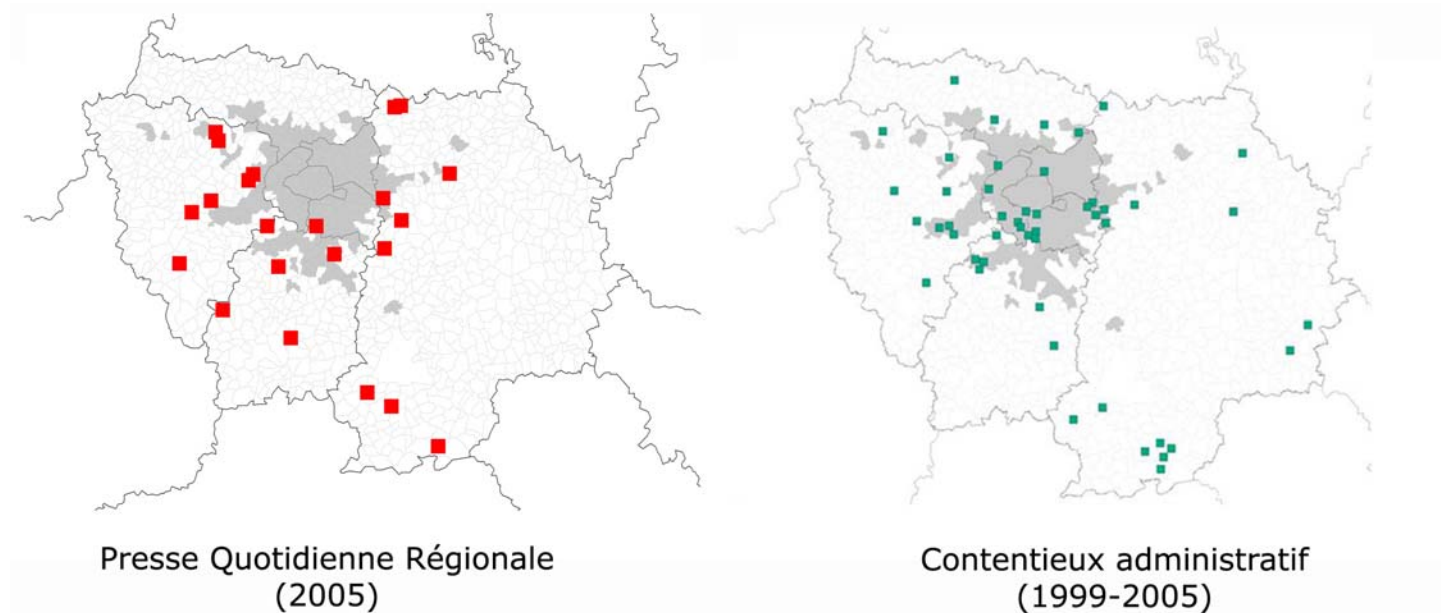 Presse Quotidienne Régionale
(2005)
Contentieux administratif
(1999-2005)